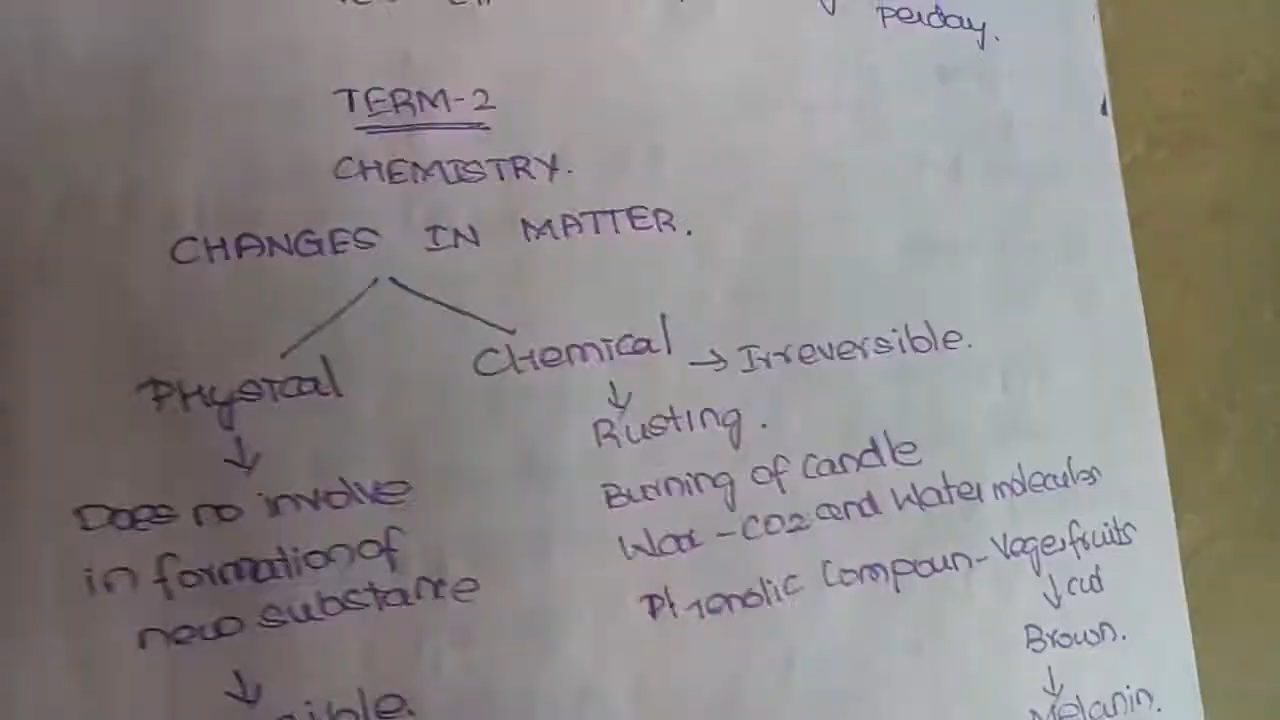 perday.
TERM-2
CHEMISTRY.
CHANGES IN MATTER.
Physical
Chemical → Irreversible.
↓
Rusting.
↓
Does no involve
in formation of
new substance
↓
Burning of candle
Wax - CO2 and Water molecules
Phenolic Compoun - Veges, fruits
↓ cut
Brown.
↓
Melanin.